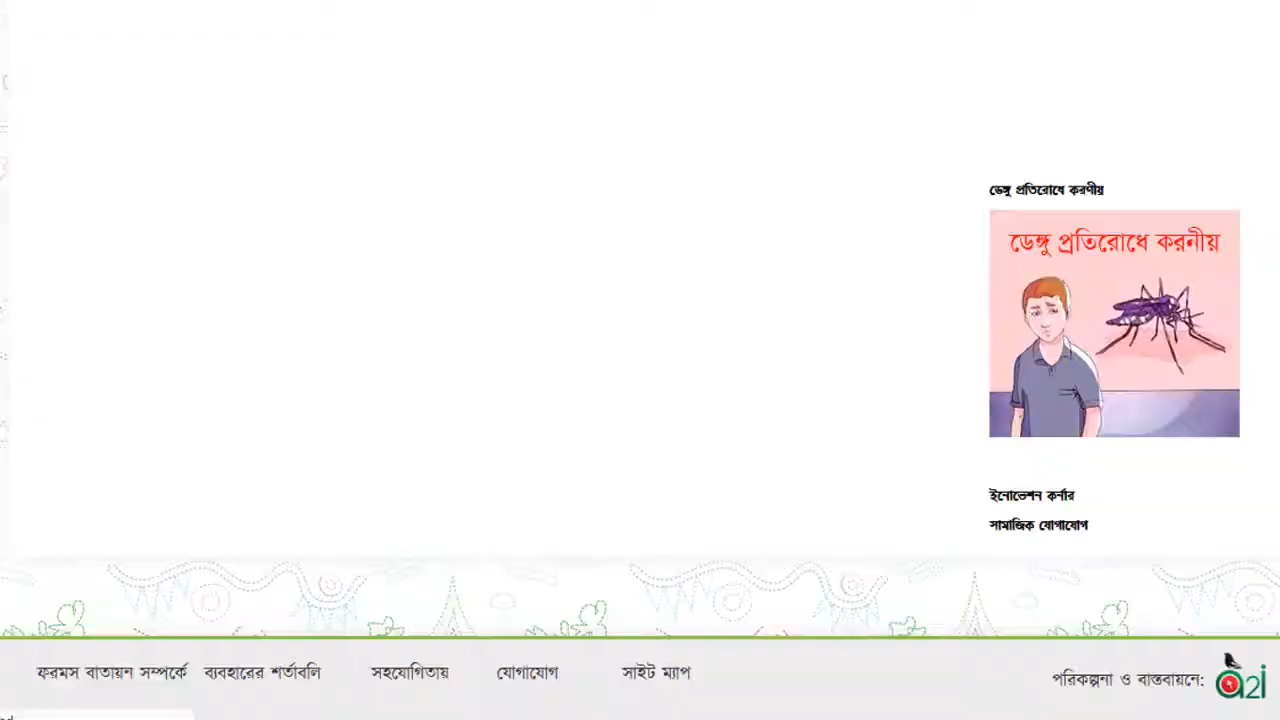 ডেঙ্গু প্রতিরোধে করণীয়
ডেঙ্গু প্রতিরোধে করনীয়
ইনোভেশন কর্নার
সামাজিক যোগাযোগ
ফরমস বাতায়ন সম্পর্কে ব্যবহারের শর্তাবলি সহযোগিতায় যোগাযোগ সাইট ম্যাপ
পরিকল্পনা ও বাস্তবায়নে: a2i